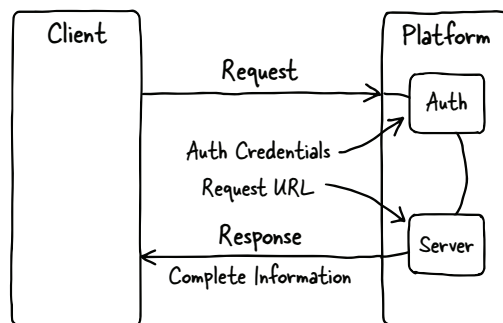 Client
Platform
Request
Auth
Auth Credentials
Request URL
Response
Server
Complete Information